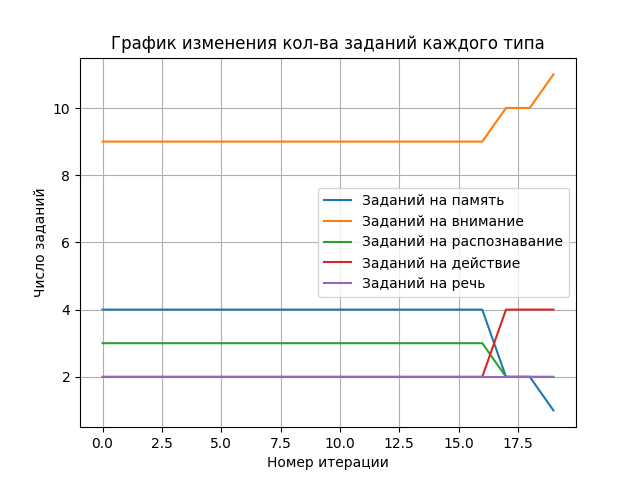 График изменения кол-ва заданий каждого типа
Число заданий
10
8
6
4
2
Заданий на память
Заданий на внимание
Заданий на распознавание
Заданий на действие
Заданий на речь
0.0 2.5 5.0 7.5 10.0 12.5 15.0 17.5
Номер итерации